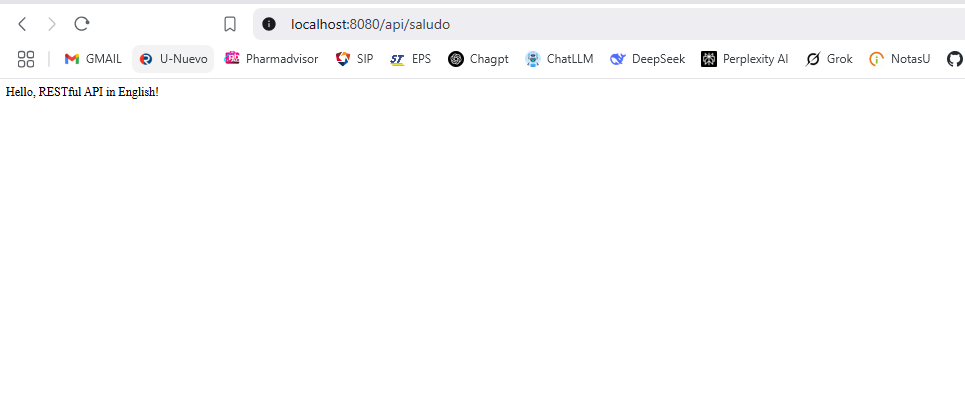 localhost:8080/api/saludo
GMAIL U-Nuevo Pharmadvisor SIP EPS Chagpt ChatLLM DeepSeek Perplexity AI Grok NotasU
Hello, RESTful API in English!